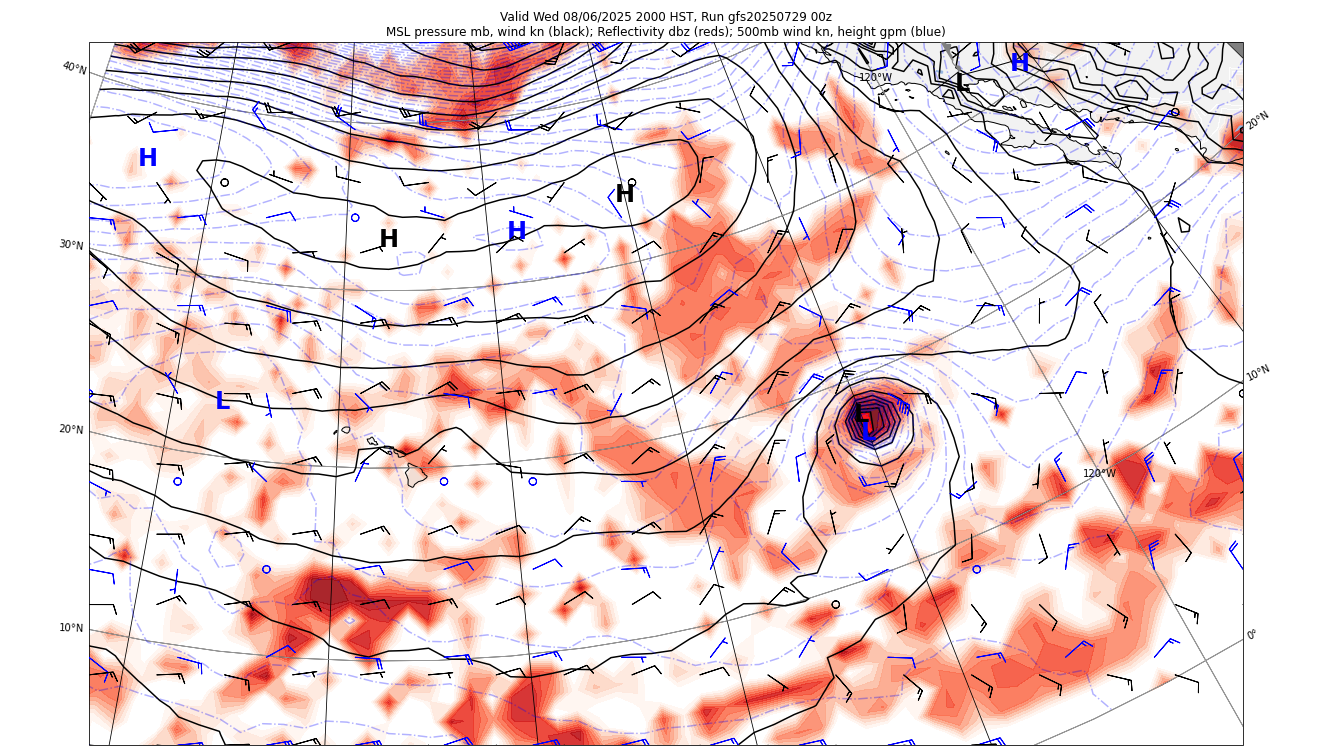 Valid Wed 08/06/2025 2000 HST, Run gfs20250729 00z
MSL pressure mb, wind kn (black); Reflectivity dbz (reds); 500mb wind kn, height gpm (blue)
40°N
120°W
L
H
20°N
H
30°N
H
H
H
10°N
L
L
L
20°N
120°W
10°N
0°